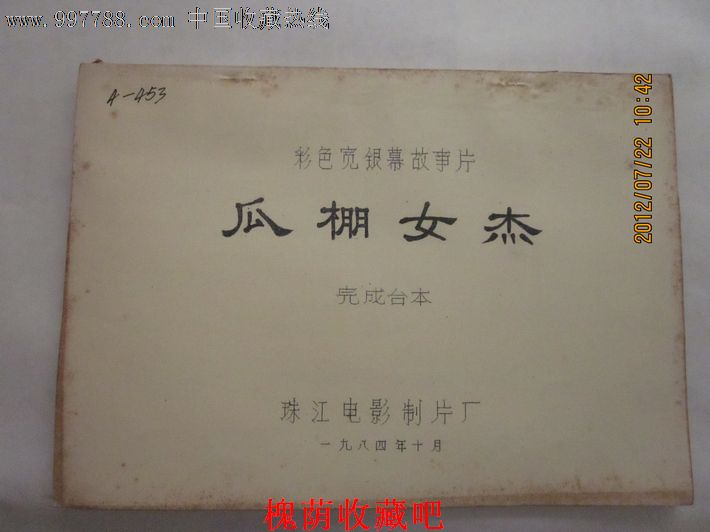 www.997788.com 中国收藏热线
A-453
彩色宽银幕故事片
瓜棚女杰
完成台本
珠江电影制片厂
一九八四年十月
2012/07/22 10:42
槐荫收藏吧